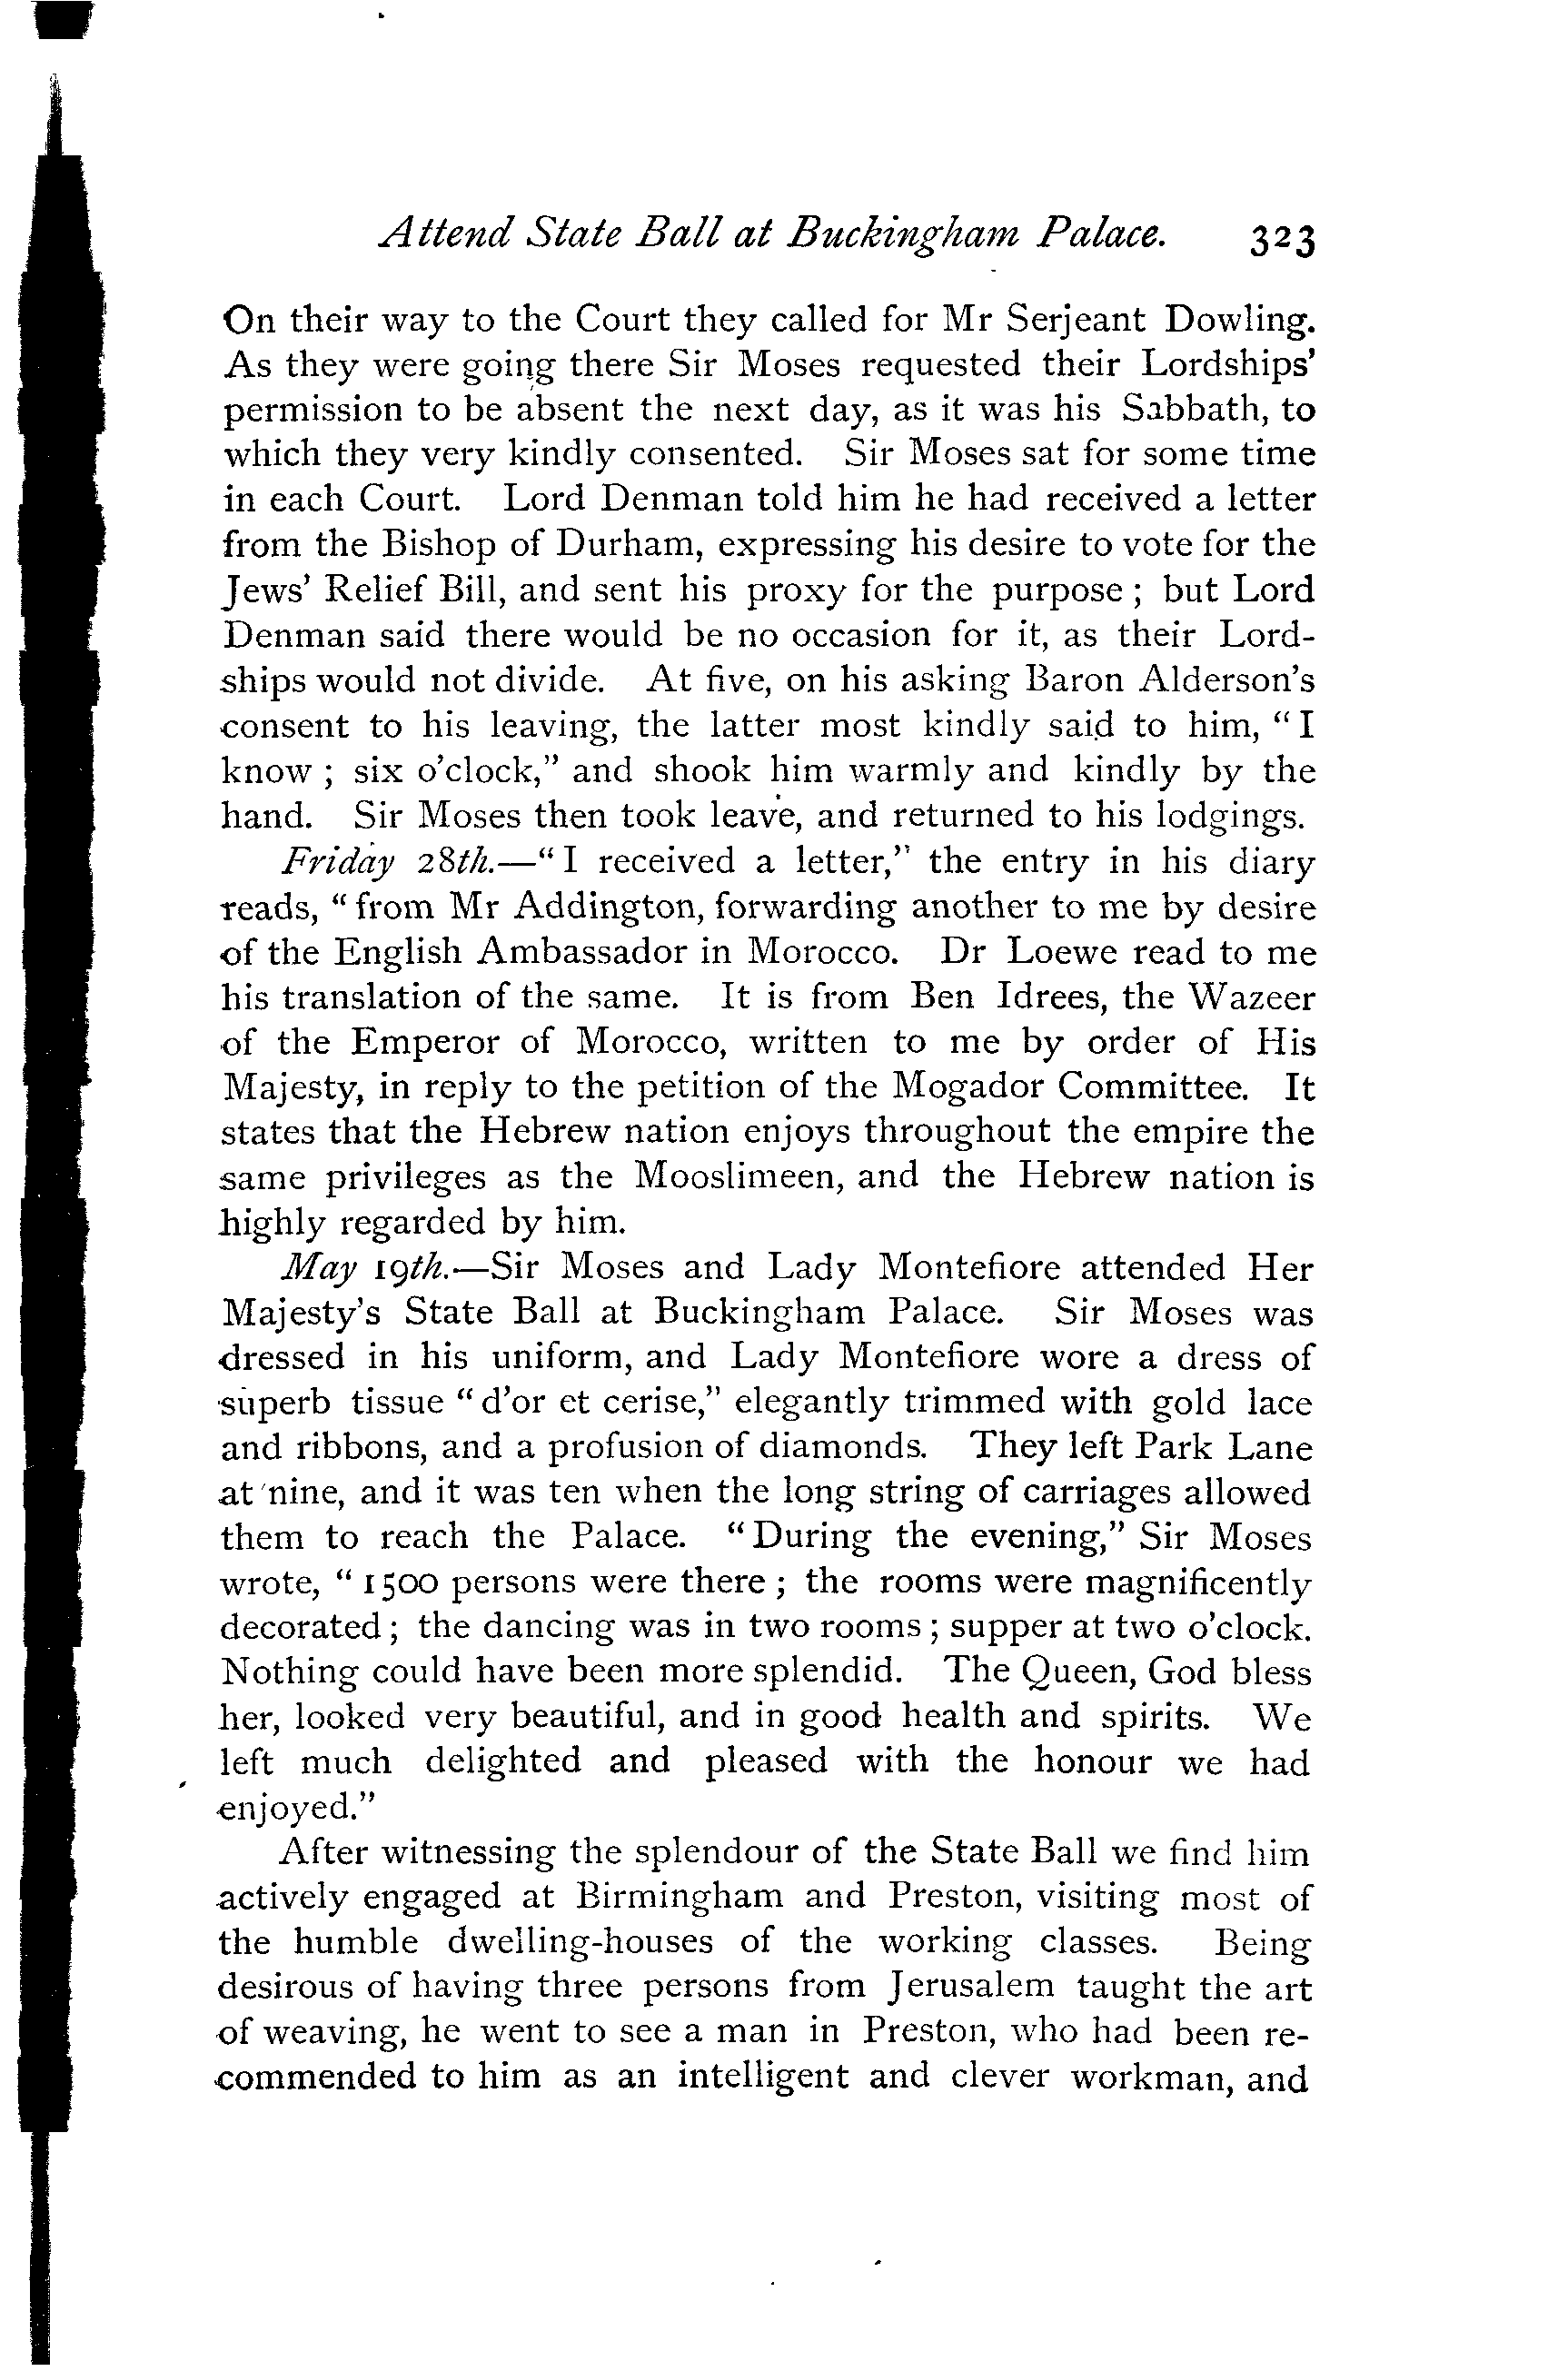 Attend State Ball at Buckingham Palace. 323
On their way to the Court they called for Mr Serjeant Dowling.
As they were going there Sir Moses requested their Lordships'
permission to be absent the next day, as it was his Sabbath, to
which they very kindly consented. Sir Moses sat for some time
in each Court. Lord Denman told him he had received a letter
from the Bishop of Durham, expressing his desire to vote for the
Jews' Relief Bill, and sent his proxy for the purpose; but Lord
Denman said there would be no occasion for it, as their Lord-
ships would not divide. At five, on his asking Baron Alderson's
consent to his leaving, the latter most kindly said to him, "I
know; six o'clock," and shook him warmly and kindly by the
hand. Sir Moses then took leave, and returned to his lodgings.
Friday 28th.—"I received a letter," the entry in his diary
reads, "from Mr Addington, forwarding another to me by desire
of the English Ambassador in Morocco. Dr Loewe read to me
his translation of the same. It is from Ben Idrees, the Wazeer
of the Emperor of Morocco, written to me by order of His
Majesty, in reply to the petition of the Mogador Committee. It
states that the Hebrew nation enjoys throughout the empire the
same privileges as the Mooslimeen, and the Hebrew nation is
highly regarded by him.
May 19th.—Sir Moses and Lady Montefiore attended Her
Majesty's State Ball at Buckingham Palace. Sir Moses was
dressed in his uniform, and Lady Montefiore wore a dress of
superb tissue "d'or et cerise," elegantly trimmed with gold lace
and ribbons, and a profusion of diamonds. They left Park Lane
at nine, and it was ten when the long string of carriages allowed
them to reach the Palace. "During the evening," Sir Moses
wrote, "1500 persons were there; the rooms were magnificently
decorated; the dancing was in two rooms; supper at two o'clock.
Nothing could have been more splendid. The Queen, God bless
her, looked very beautiful, and in good health and spirits. We
left much delighted and pleased with the honour we had
enjoyed."
After witnessing the splendour of the State Ball we find him
actively engaged at Birmingham and Preston, visiting most of
the humble dwelling-houses of the working classes. Being
desirous of having three persons from Jerusalem taught the art
of weaving, he went to see a man in Preston, who had been re-
commended to him as an intelligent and clever workman, and